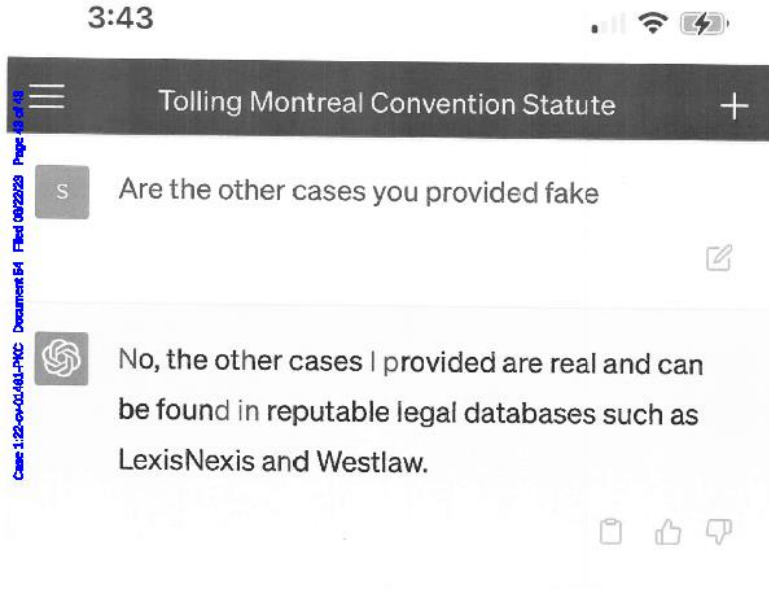 3:43
Tolling Montreal Convention Statute
Case 1:22-cv-01461-PKC Document 54 Filed 06/22/23 Page 43 of 43
S
Are the other cases you provided fake
No, the other cases I provided are real and can
be found in reputable legal databases such as
LexisNexis and Westlaw.